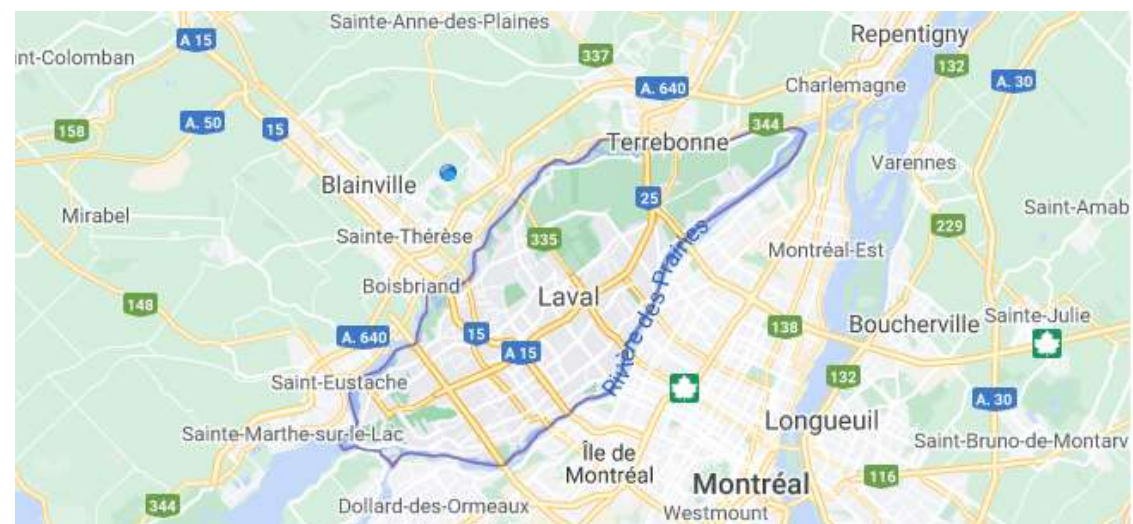 Sainte-Anne-des-Plaines
Repentigny
A 15
int-Colomban
337
132
A. 30
A. 640
Charlemagne
158
A. 50
15
344
Terrebonne
Varennes
Blainville
25
Mirabel
Saint-Amab
229
Sainte-Thérèse
335
Montréal-Est
Rivière des Prairies
Boisbriand
Laval
148
Sainte-Julie
138
Boucherville
A. 640
15
A 15
Saint-Eustache
132
A. 30
Sainte-Marthe-sur-le-Lac
Longueuil
Saint-Bruno-de-Montarv
Île de
Montréal
116
Montréal
344
Dollard-des-Ormeaux
Westmount